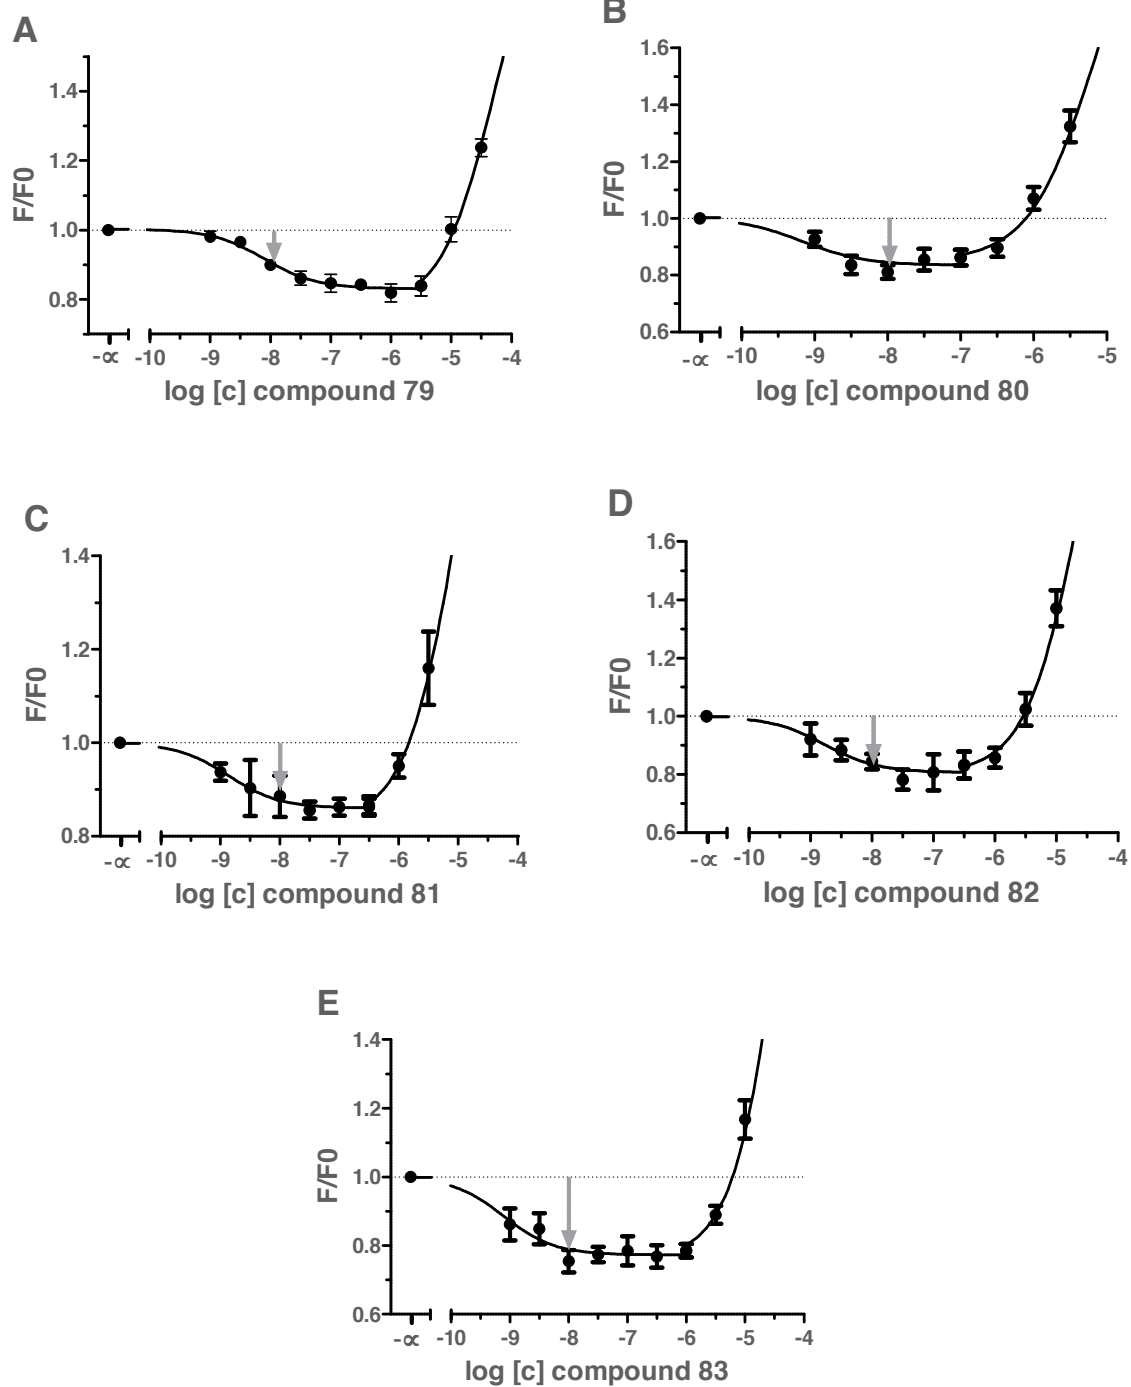 A
1.4
1.2
1.0
0.8
F/F0
-∝ -10 -9 -8 -7 -6 -5 -4
log [c] compound 79
B
1.6
1.4
1.2
1.0
0.8
0.6
F/F0
-∝ -10 -9 -8 -7 -6 -5
log [c] compound 80
C
1.4
1.2
1.0
0.8
F/F0
-∝ -10 -9 -8 -7 -6 -5 -4
log [c] compound 81
D
1.6
1.4
1.2
1.0
0.8
0.6
F/F0
-∝ -10 -9 -8 -7 -6 -5 -4
log [c] compound 82
E
1.4
1.2
1.0
0.8
0.6
F/F0
-∝ -10 -9 -8 -7 -6 -5 -4
log [c] compound 83